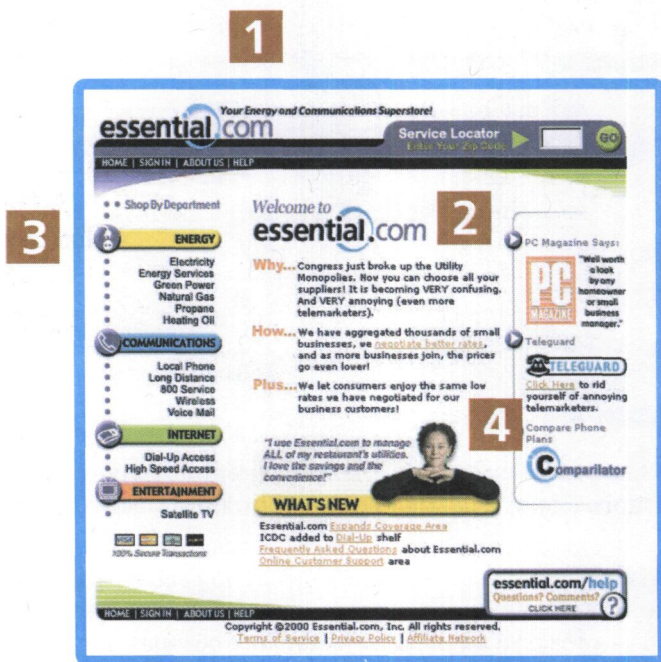 1
Your Energy and Communications Superstore!
essential.com
Service Locator
Enter Your Zip Code
GO
HOME | SIGN IN | ABOUT US | HELP
3
Shop By Department
ENERGY
Electricity
Energy Services
Green Power
Natural Gas
Propane
Heating Oil
COMMUNICATIONS
Local Phone
Long Distance
800 Service
Wireless
Voice Mail
INTERNET
Dial-Up Access
High Speed Access
ENTERTAINMENT
Satellite TV
100% Secure Transactions
Welcome to
essential.com
2
Why... Congress just broke up the Utility
Monopolies. Now you can choose all your
suppliers! It is becoming VERY confusing.
And VERY annoying (even more
telemarketers).
How... We have aggregated thousands of small
businesses, we negotiate better rates,
and as more businesses join, the prices
go even lower!
Plus... We let consumers enjoy the same low
rates we have negotiated for our
business customers!
"I use Essential.com to manage
ALL of my restaurant's utilities.
I love the savings and the
convenience!"
WHAT'S NEW
Essential.com Expands Coverage Area
ICDC added to Dial-Up shelf
Frequently Asked Questions about Essential.com
Online Customer Support area
PC Magazine Says:
PC
MAGAZINE
"Well worth
a look
by any
homeowner
or small
business
manager."
Teleguard
TELEGUARD
Click Here to rid
yourself of annoying
telemarketers.
4
Compare Phone
Plans
Comparilator
essential.com/help
Questions? Comments?
CLICK HERE
?
HOME | SIGN IN | ABOUT US | HELP
Copyright ©2000 Essential.com, Inc. All rights reserved.
Terms of Service | Privacy Policy | Affiliate Network